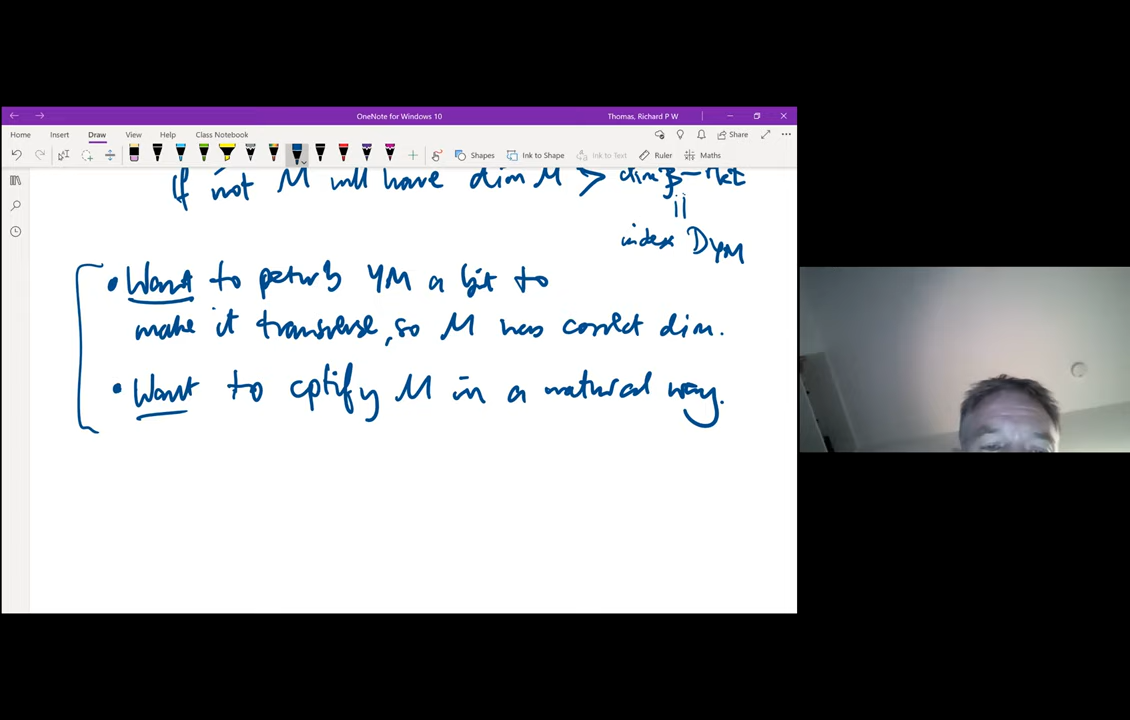 OneNote for Windows 10
Thomas, Richard P W
Home Insert Draw View Help Class Notebook
Share
Shapes Ink to Shape Ink to Text Ruler Maths
If not M will have dim M >
index DYM
• Want to perturb YM a bit to
make it transverse, so M has correct dim.
• Want to cptify M in a natural way.